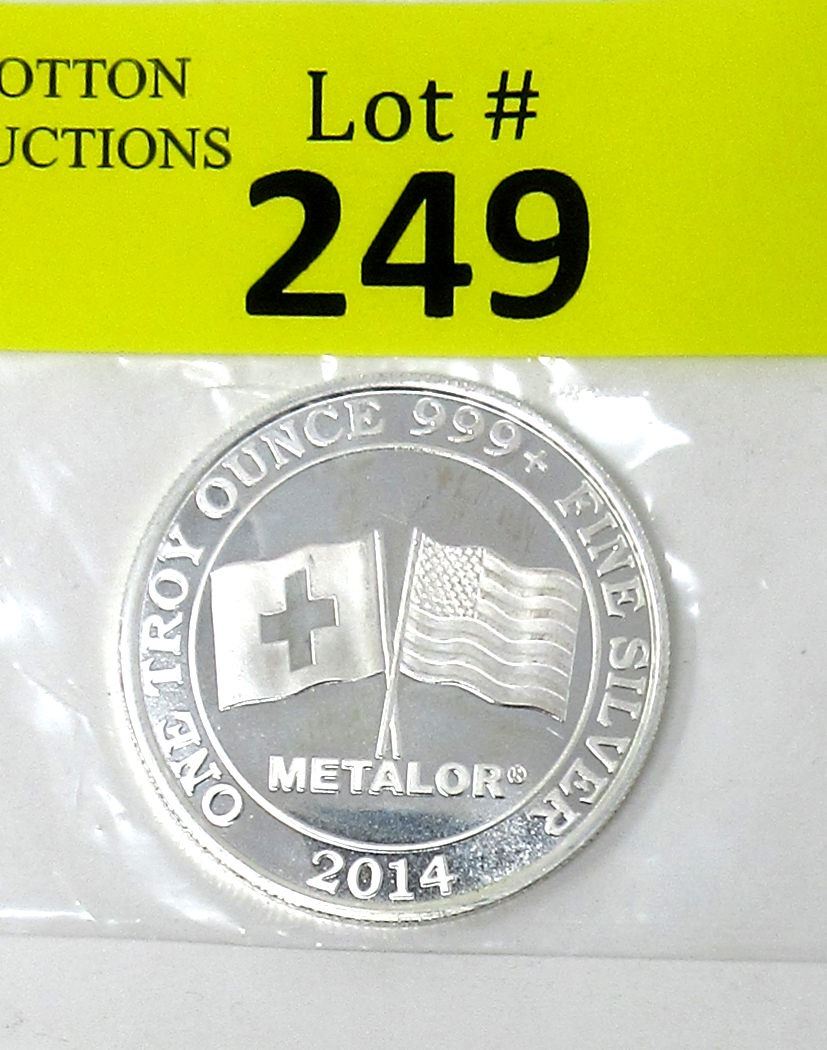 OTTON
UCTIONS
Lot #
249
ONE TROY OUNCE 999+ FINE SILVER
METALOR®
2014